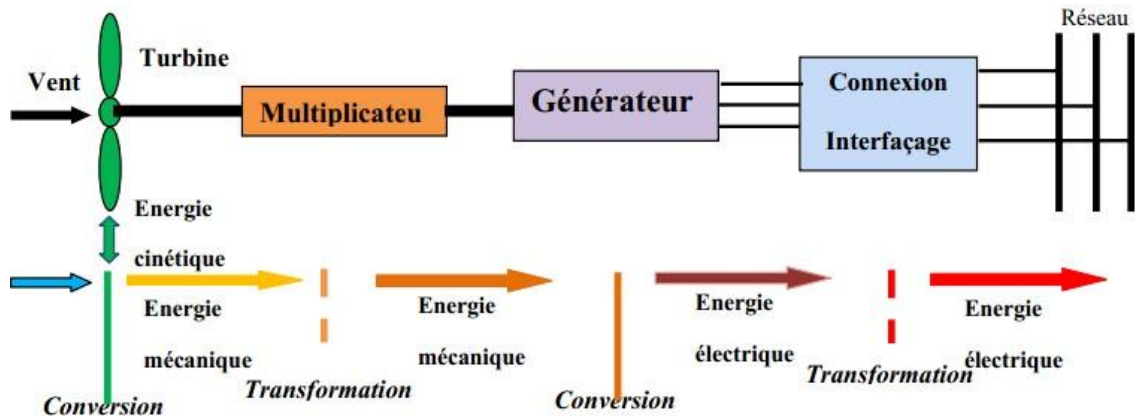 Réseau
Turbine
Vent
Multiplicateu
Générateur
Connexion
Interfaçage
Energie
cinétique
Energie
mécanique
Transformation
Energie
mécanique
Energie
électrique
Transformation
Energie
électrique
Conversion
Conversion